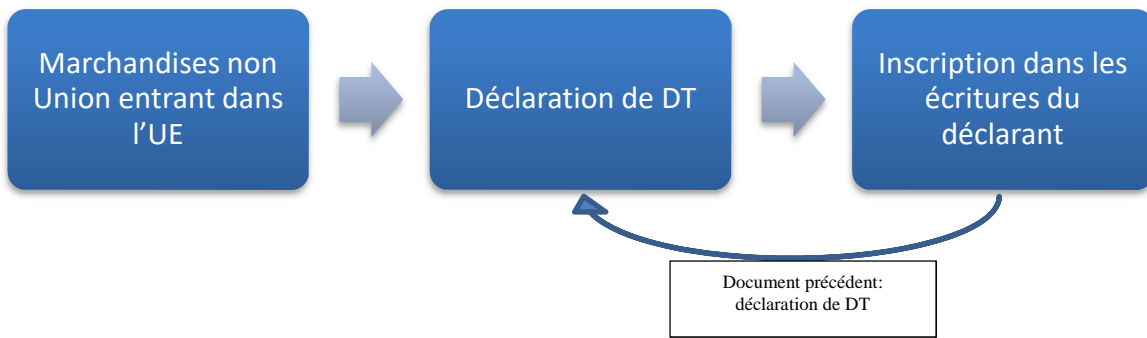 Marchandises non
Union entrant dans
l’UE
Déclaration de DT
Inscription dans les
écritures du
déclarant
Document précédent:
déclaration de DT